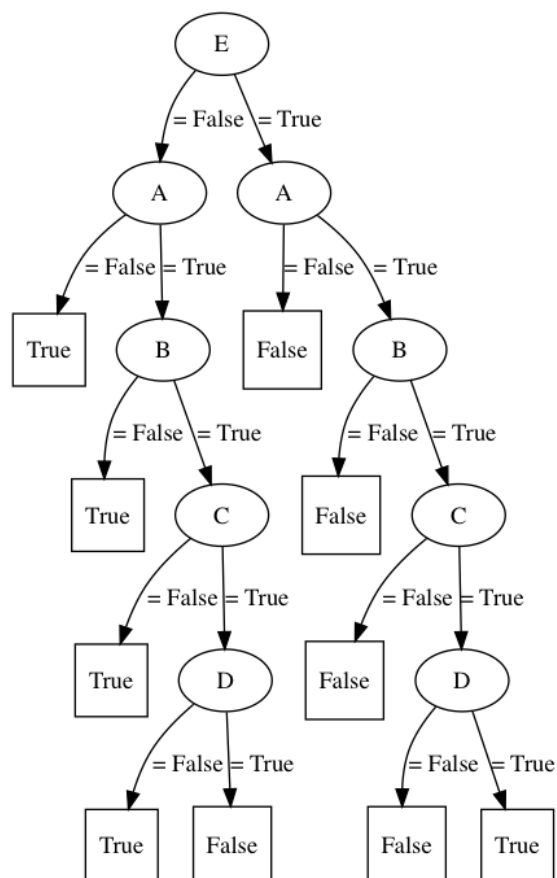 E
= False = True
A A
= False = True = False = True
True B False B
= False = True = False = True
True C False C
= False = True = False = True
True D False D
= False = True = False = True
True False False True